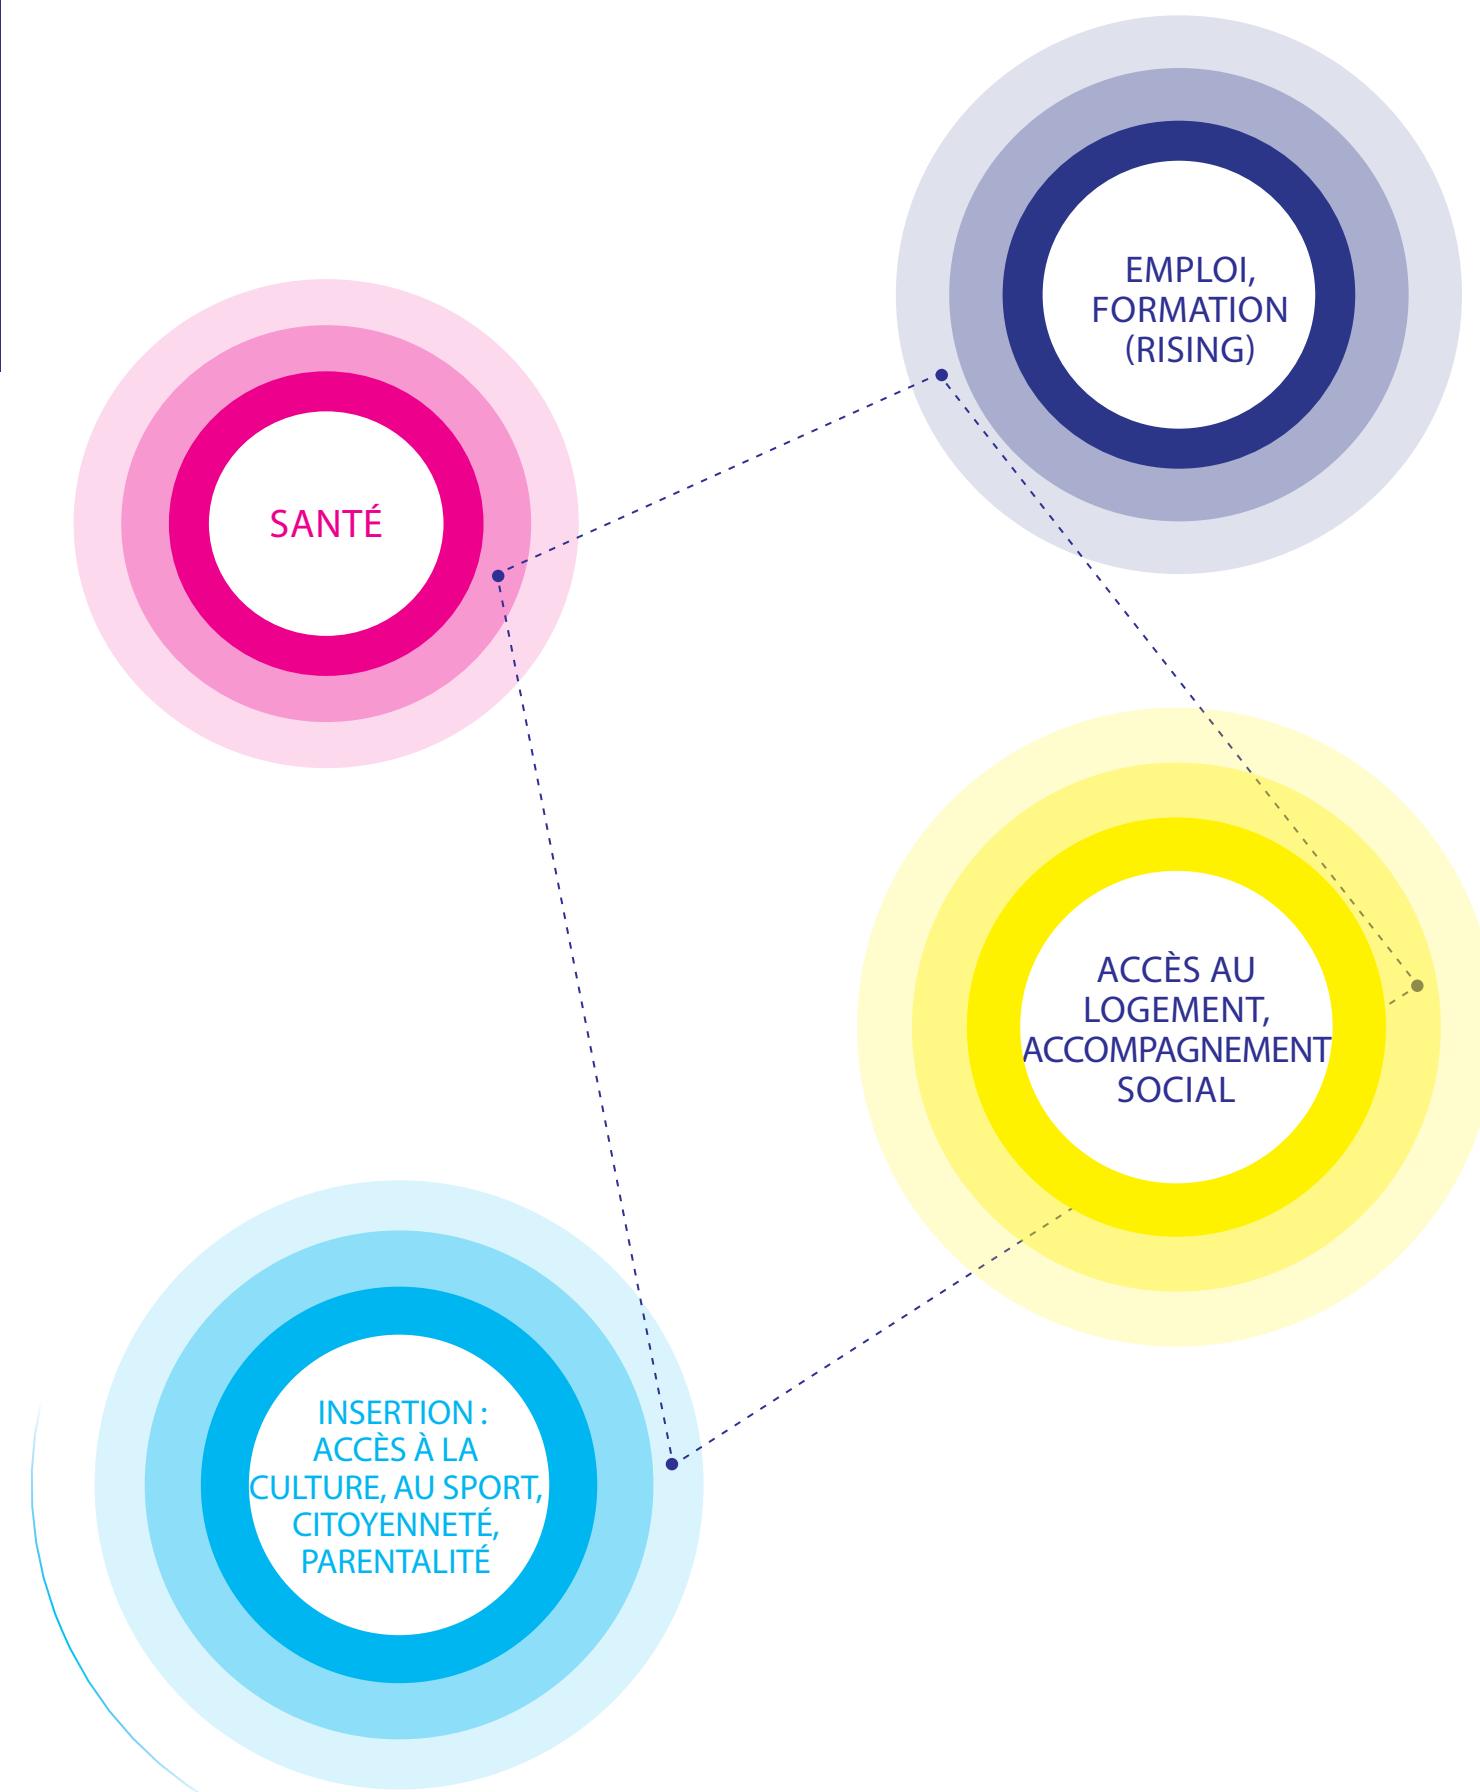 EMPLOI,
FORMATION
(RISING)
SANTÉ
ACCÈS AU
LOGEMENT,
ACCOMPAGNEMENT
SOCIAL
INSERTION :
ACCÈS À LA
CULTURE, AU SPORT,
CITOYENNETÉ,
PARENTALITÉ